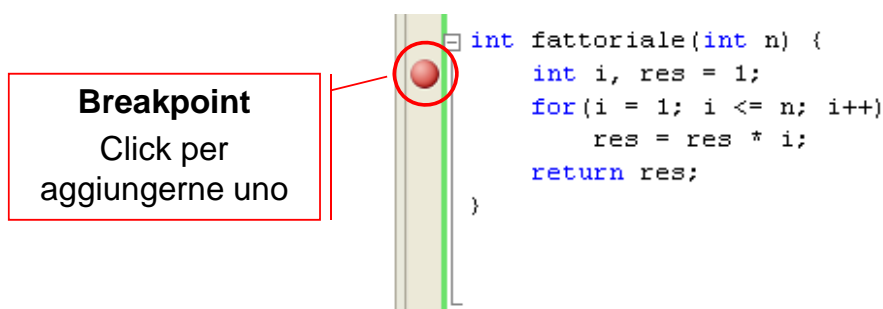 Breakpoint
Click per
aggiungerne uno
int fattoriale(int n) {
    int i, res = 1;
    for(i = 1; i <= n; i++)
        res = res * i;
    return res;
}